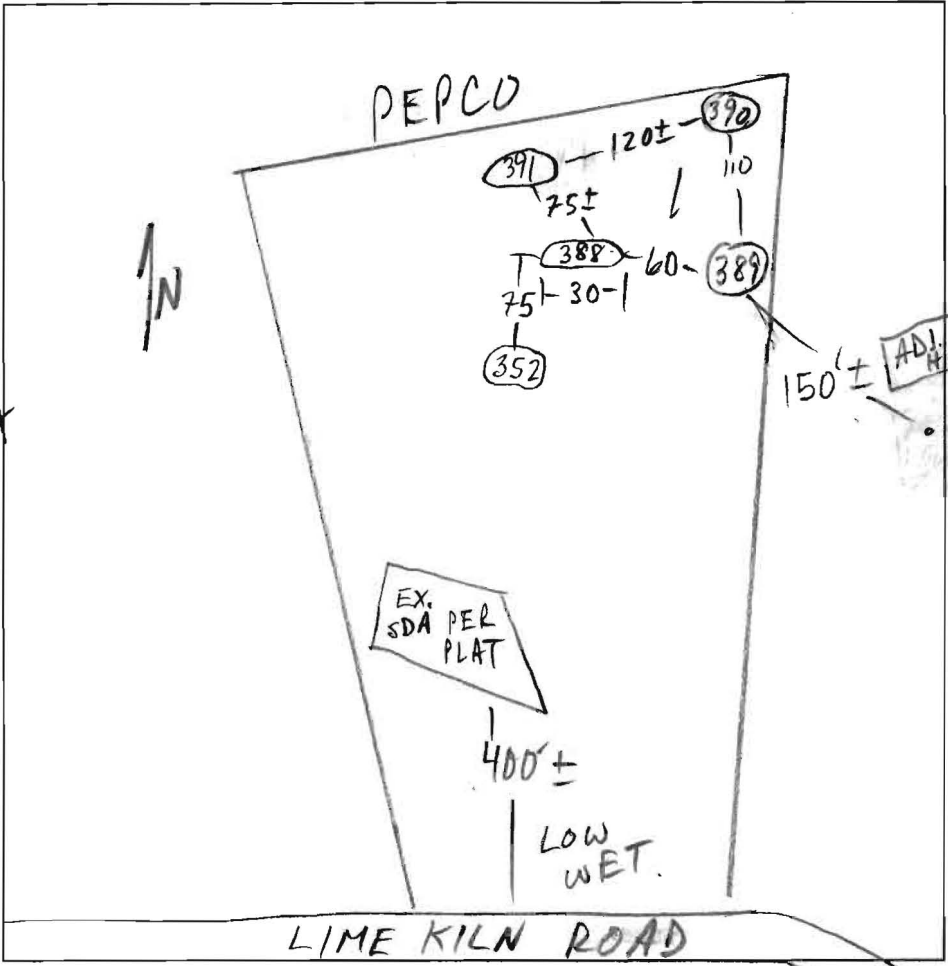 PEPCO
390
120±
391
110
75±
N
388
60
389
75
30
352
150'±
ADJ.
H
EX.
SDA PER
PLAT
400'±
LOW
WET.
LIME KILN ROAD